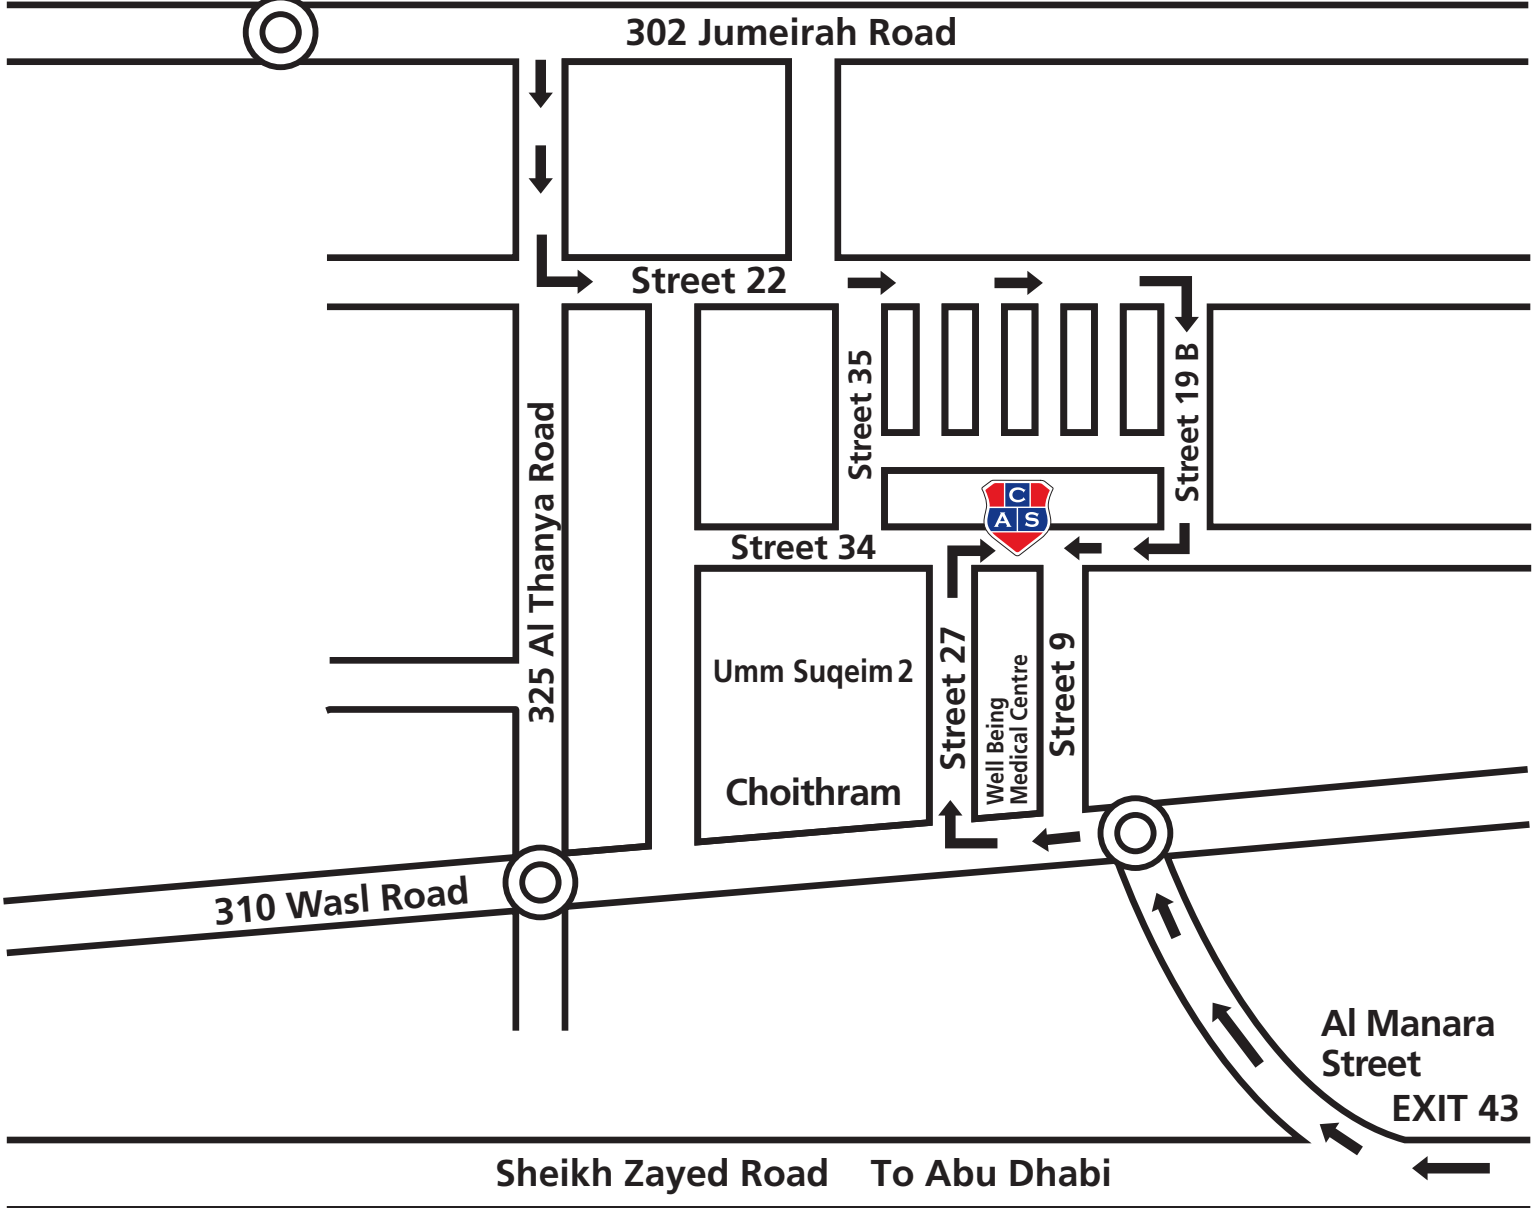 302 Jumeirah Road
Street 22
Street 35
Street 19 B
325 Al Thanya Road
C
A S
Street 34
Umm Suqeim 2
Street 27
Well Being
Medical Centre
Street 9
Choithram
310 Wasl Road
Al Manara
Street
EXIT 43
Sheikh Zayed Road To Abu Dhabi